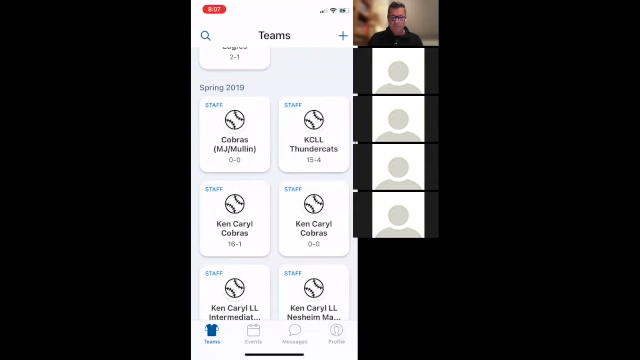 8:07
Teams
Eagles
2-1
Spring 2019
STAFF
Cobras
(MJ/Mullin)
0-0
STAFF
KCLL
Thundercats
15-4
STAFF
Ken Caryl
Cobras
16-1
STAFF
Ken Caryl
Cobras
0-0
STAFF
Ken Caryl LL
Intermediat...
STAFF
Ken Caryl LL
Nesheim Ma...
Teams
Events
Messages
Profile